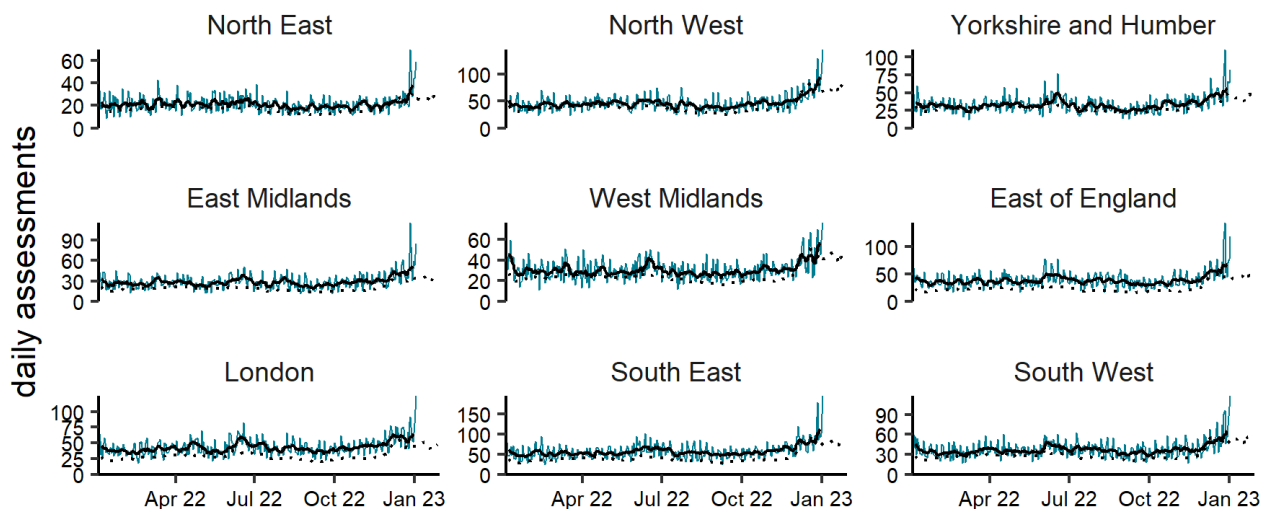 daily assessments
North East
60
40
20
0
North West
100
50
0
Yorkshire and Humber
100
75
50
25
0
East Midlands
90
60
30
0
West Midlands
60
40
20
0
East of England
100
50
0
London
100
75
50
25
0
South East
150
100
50
0
South West
90
60
30
0
Apr 22 Jul 22 Oct 22 Jan 23
Apr 22 Jul 22 Oct 22 Jan 23
Apr 22 Jul 22 Oct 22 Jan 23